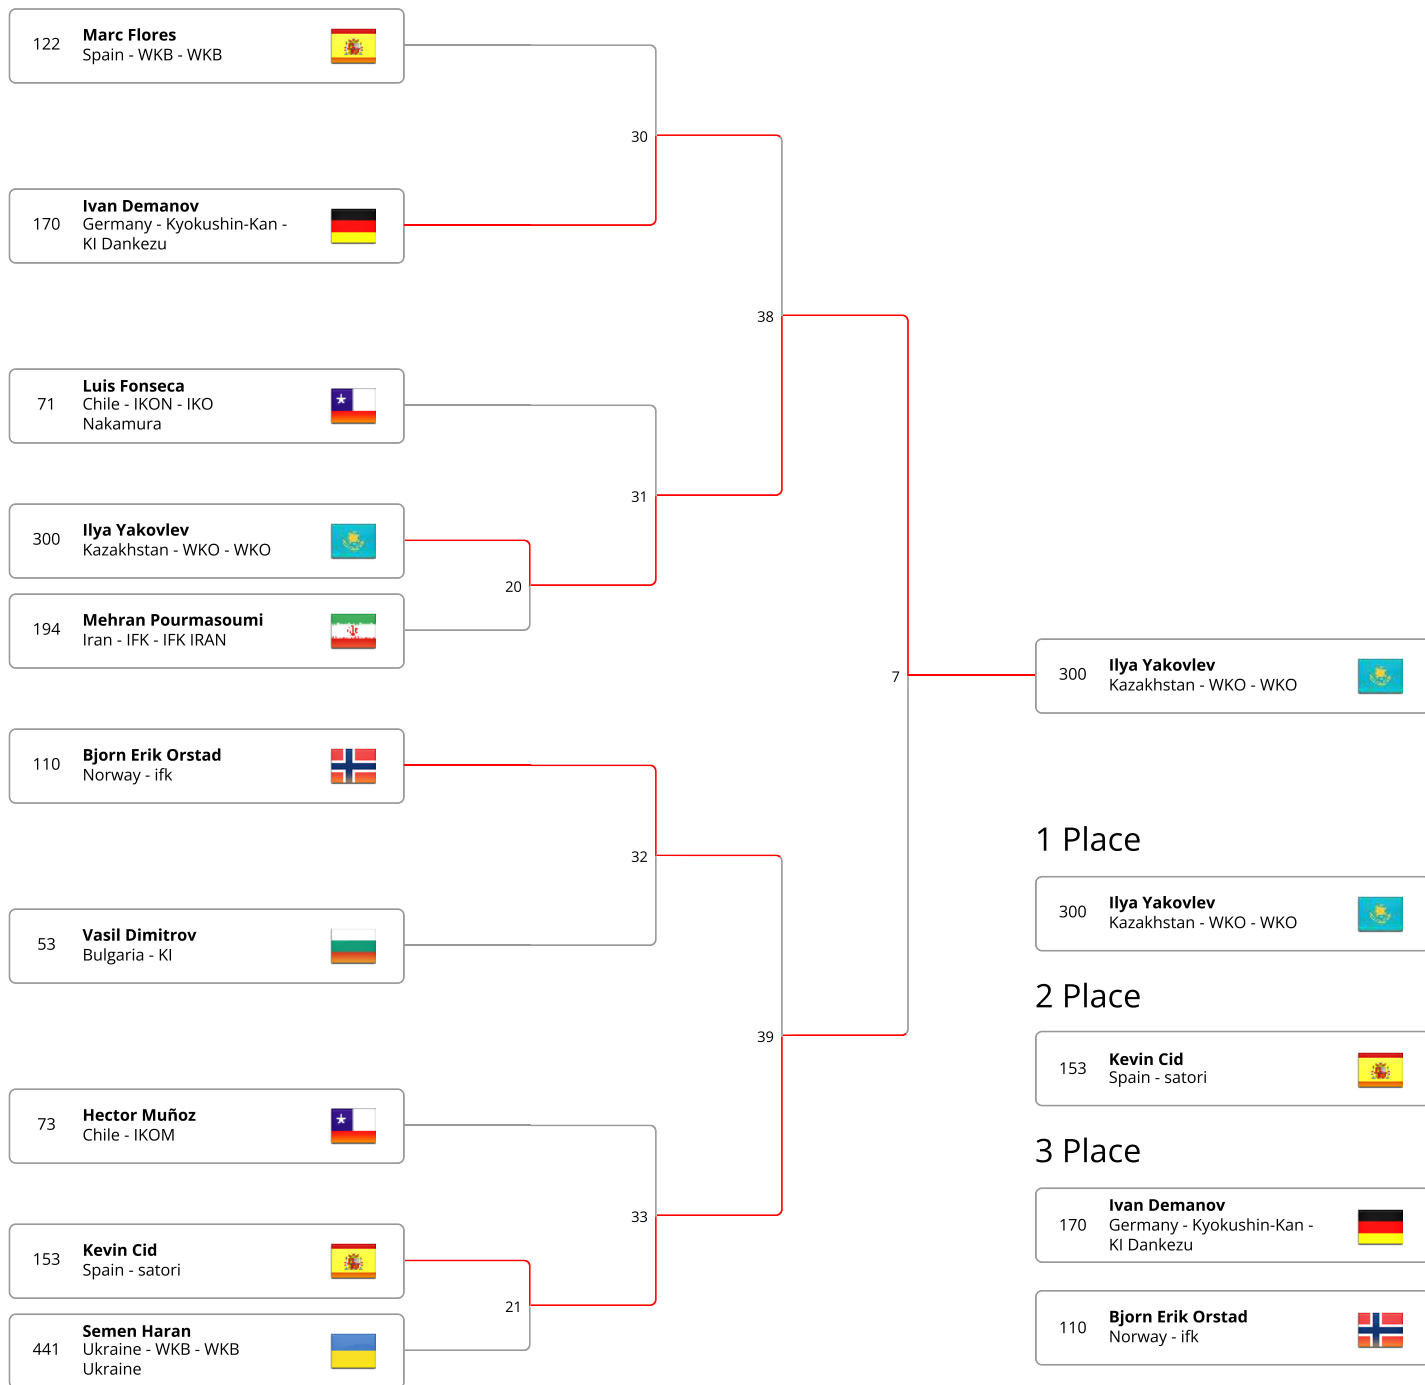 122
Marc Flores
Spain - WKB - WKB
30
170
Ivan Demanov
Germany - Kyokushin-Kan -
KI Dankezu
38
71
Luis Fonseca
Chile - IKON - IKO
Nakamura
31
300
Ilya Yakovlev
Kazakhstan - WKO - WKO
20
194
Mehran Pourmasoumi
Iran - IFK - IFK IRAN
7
300
Ilya Yakovlev
Kazakhstan - WKO - WKO
110
Bjorn Erik Orstad
Norway - ifk
32
53
Vasil Dimitrov
Bulgaria - KI
39
73
Hector Muñoz
Chile - IKOM
33
153
Kevin Cid
Spain - satori
21
441
Semen Haran
Ukraine - WKB - WKB
Ukraine
1 Place
300
Ilya Yakovlev
Kazakhstan - WKO - WKO
2 Place
153
Kevin Cid
Spain - satori
3 Place
170
Ivan Demanov
Germany - Kyokushin-Kan -
KI Dankezu
110
Bjorn Erik Orstad
Norway - ifk